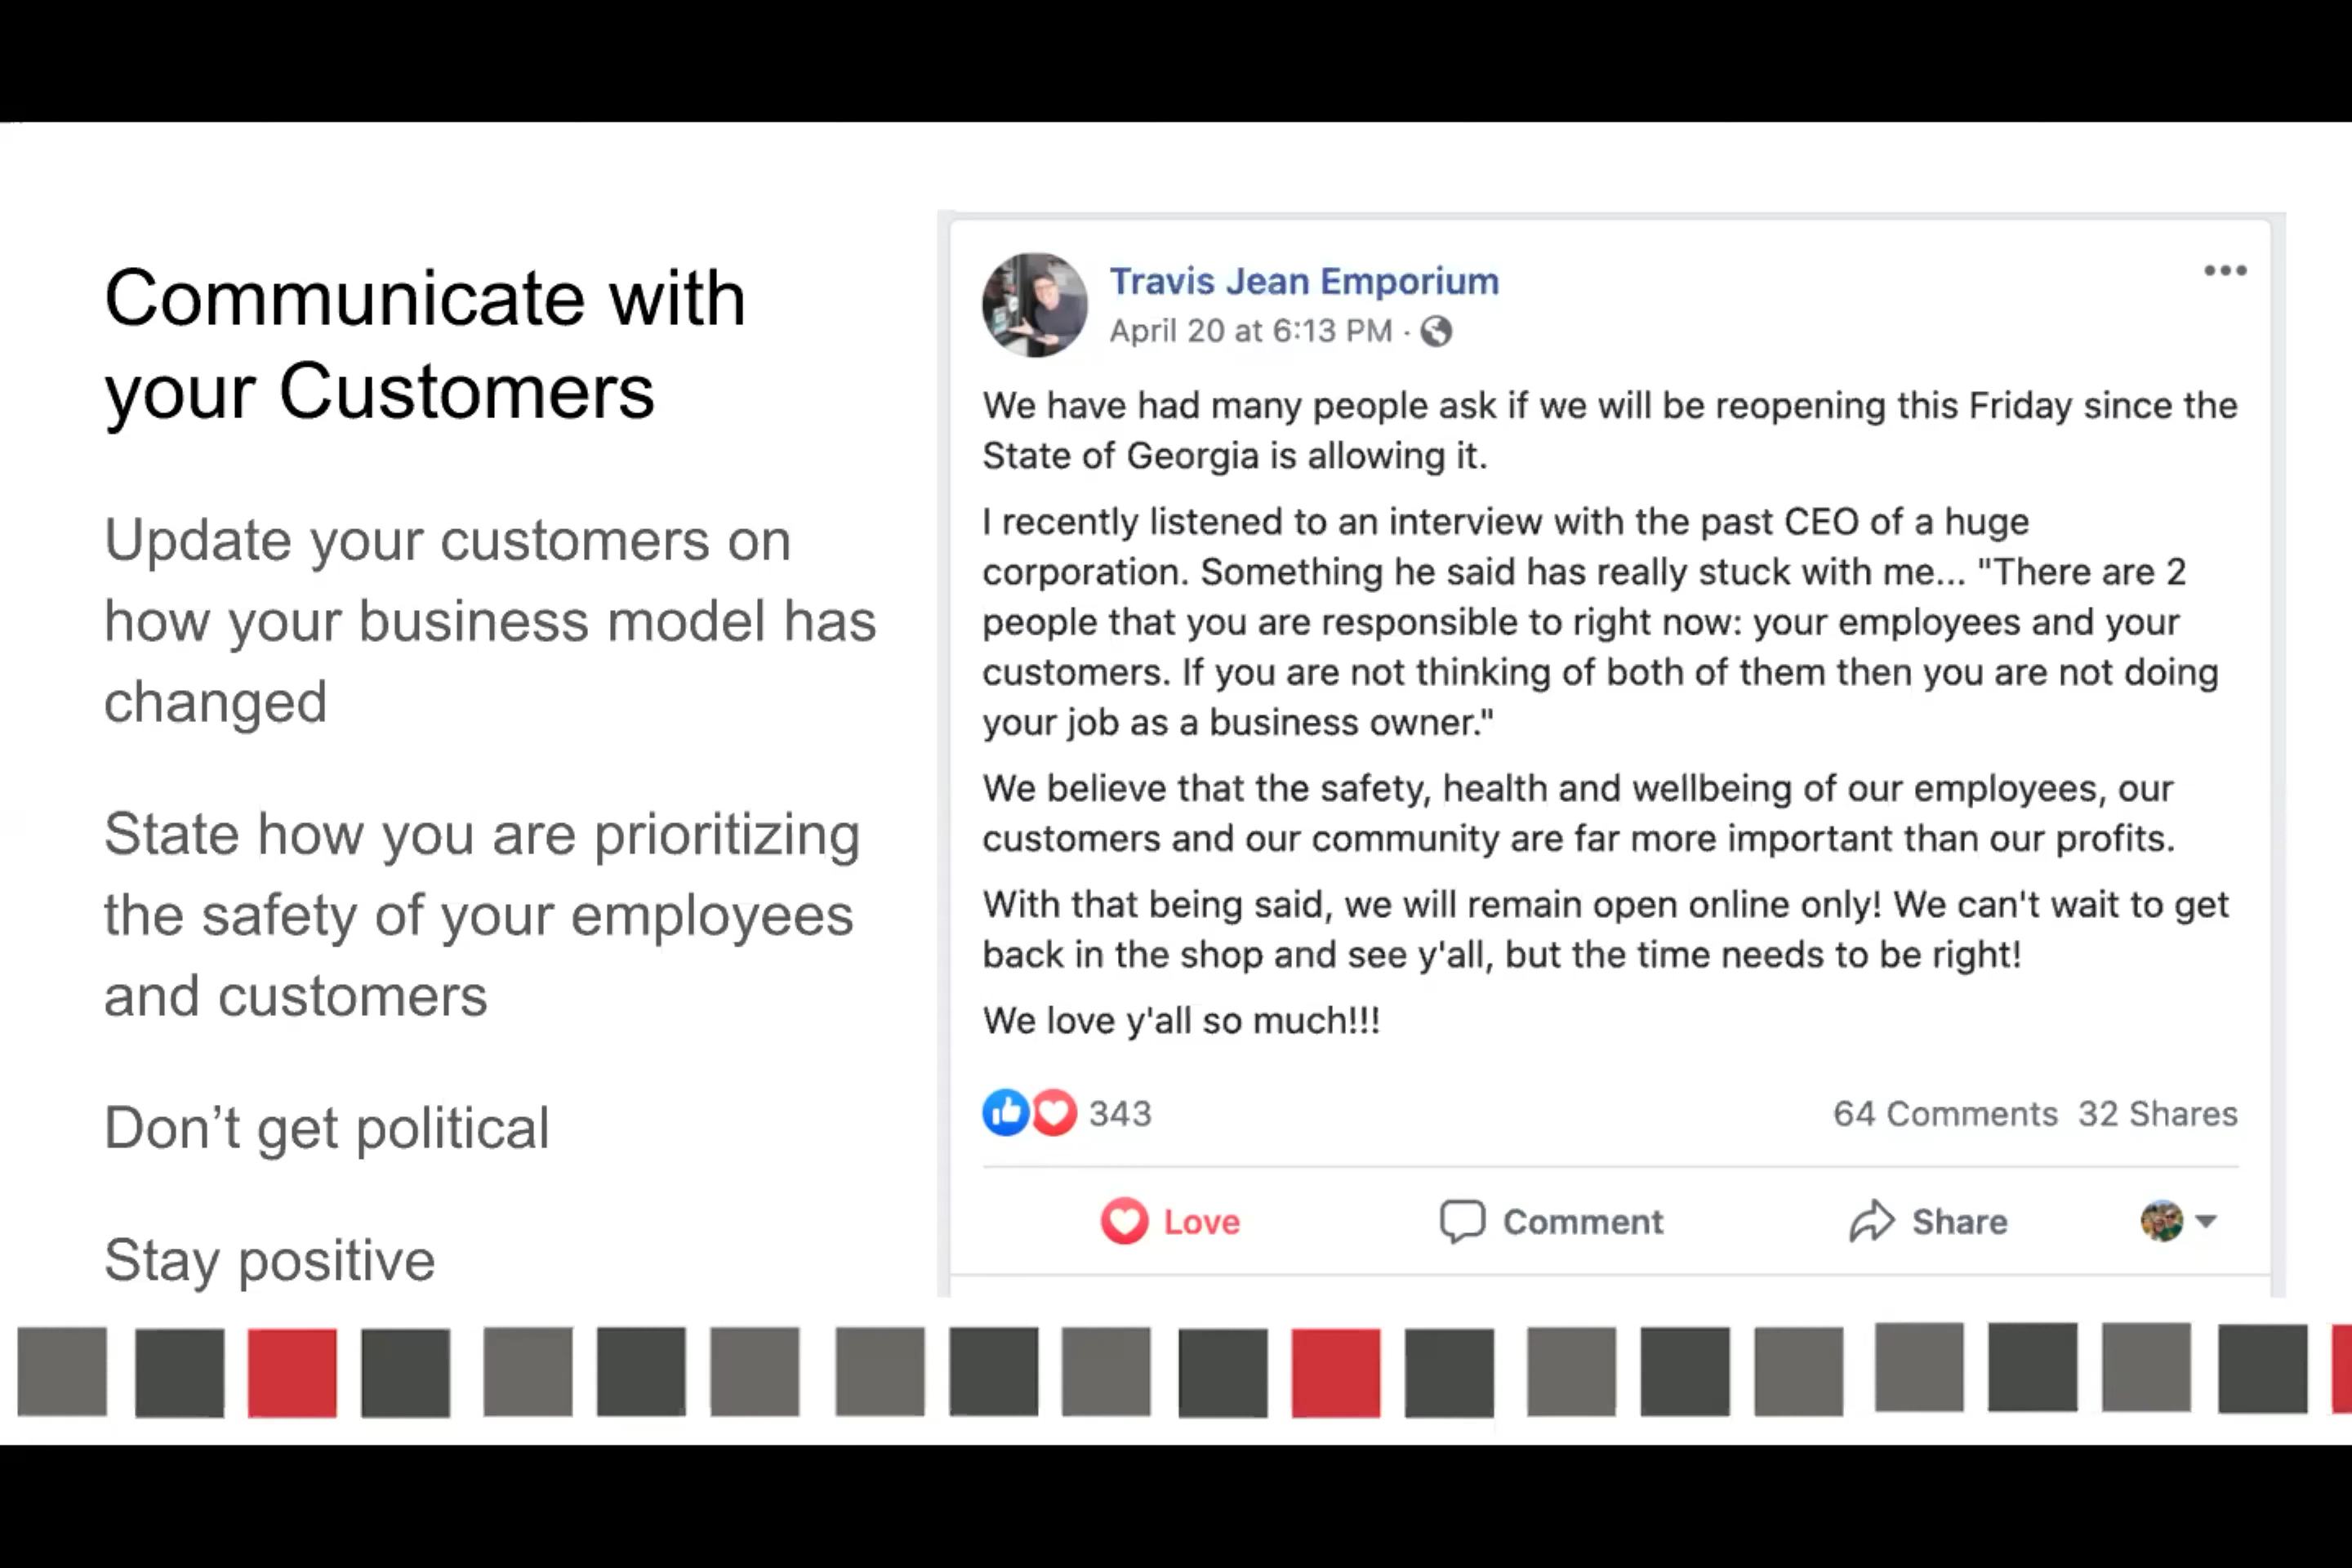 Communicate with
your Customers
Update your customers on
how your business model has
changed
State how you are prioritizing
the safety of your employees
and customers
Don’t get political
Stay positive
Travis Jean Emporium
April 20 at 6:13 PM ·
We have had many people ask if we will be reopening this Friday since the
State of Georgia is allowing it.
I recently listened to an interview with the past CEO of a huge
corporation. Something he said has really stuck with me... "There are 2
people that you are responsible to right now: your employees and your
customers. If you are not thinking of both of them then you are not doing
your job as a business owner."
We believe that the safety, health and wellbeing of our employees, our
customers and our community are far more important than our profits.
With that being said, we will remain open online only! We can't wait to get
back in the shop and see y'all, but the time needs to be right!
We love y'all so much!!!
343 64 Comments 32 Shares
Love Comment Share